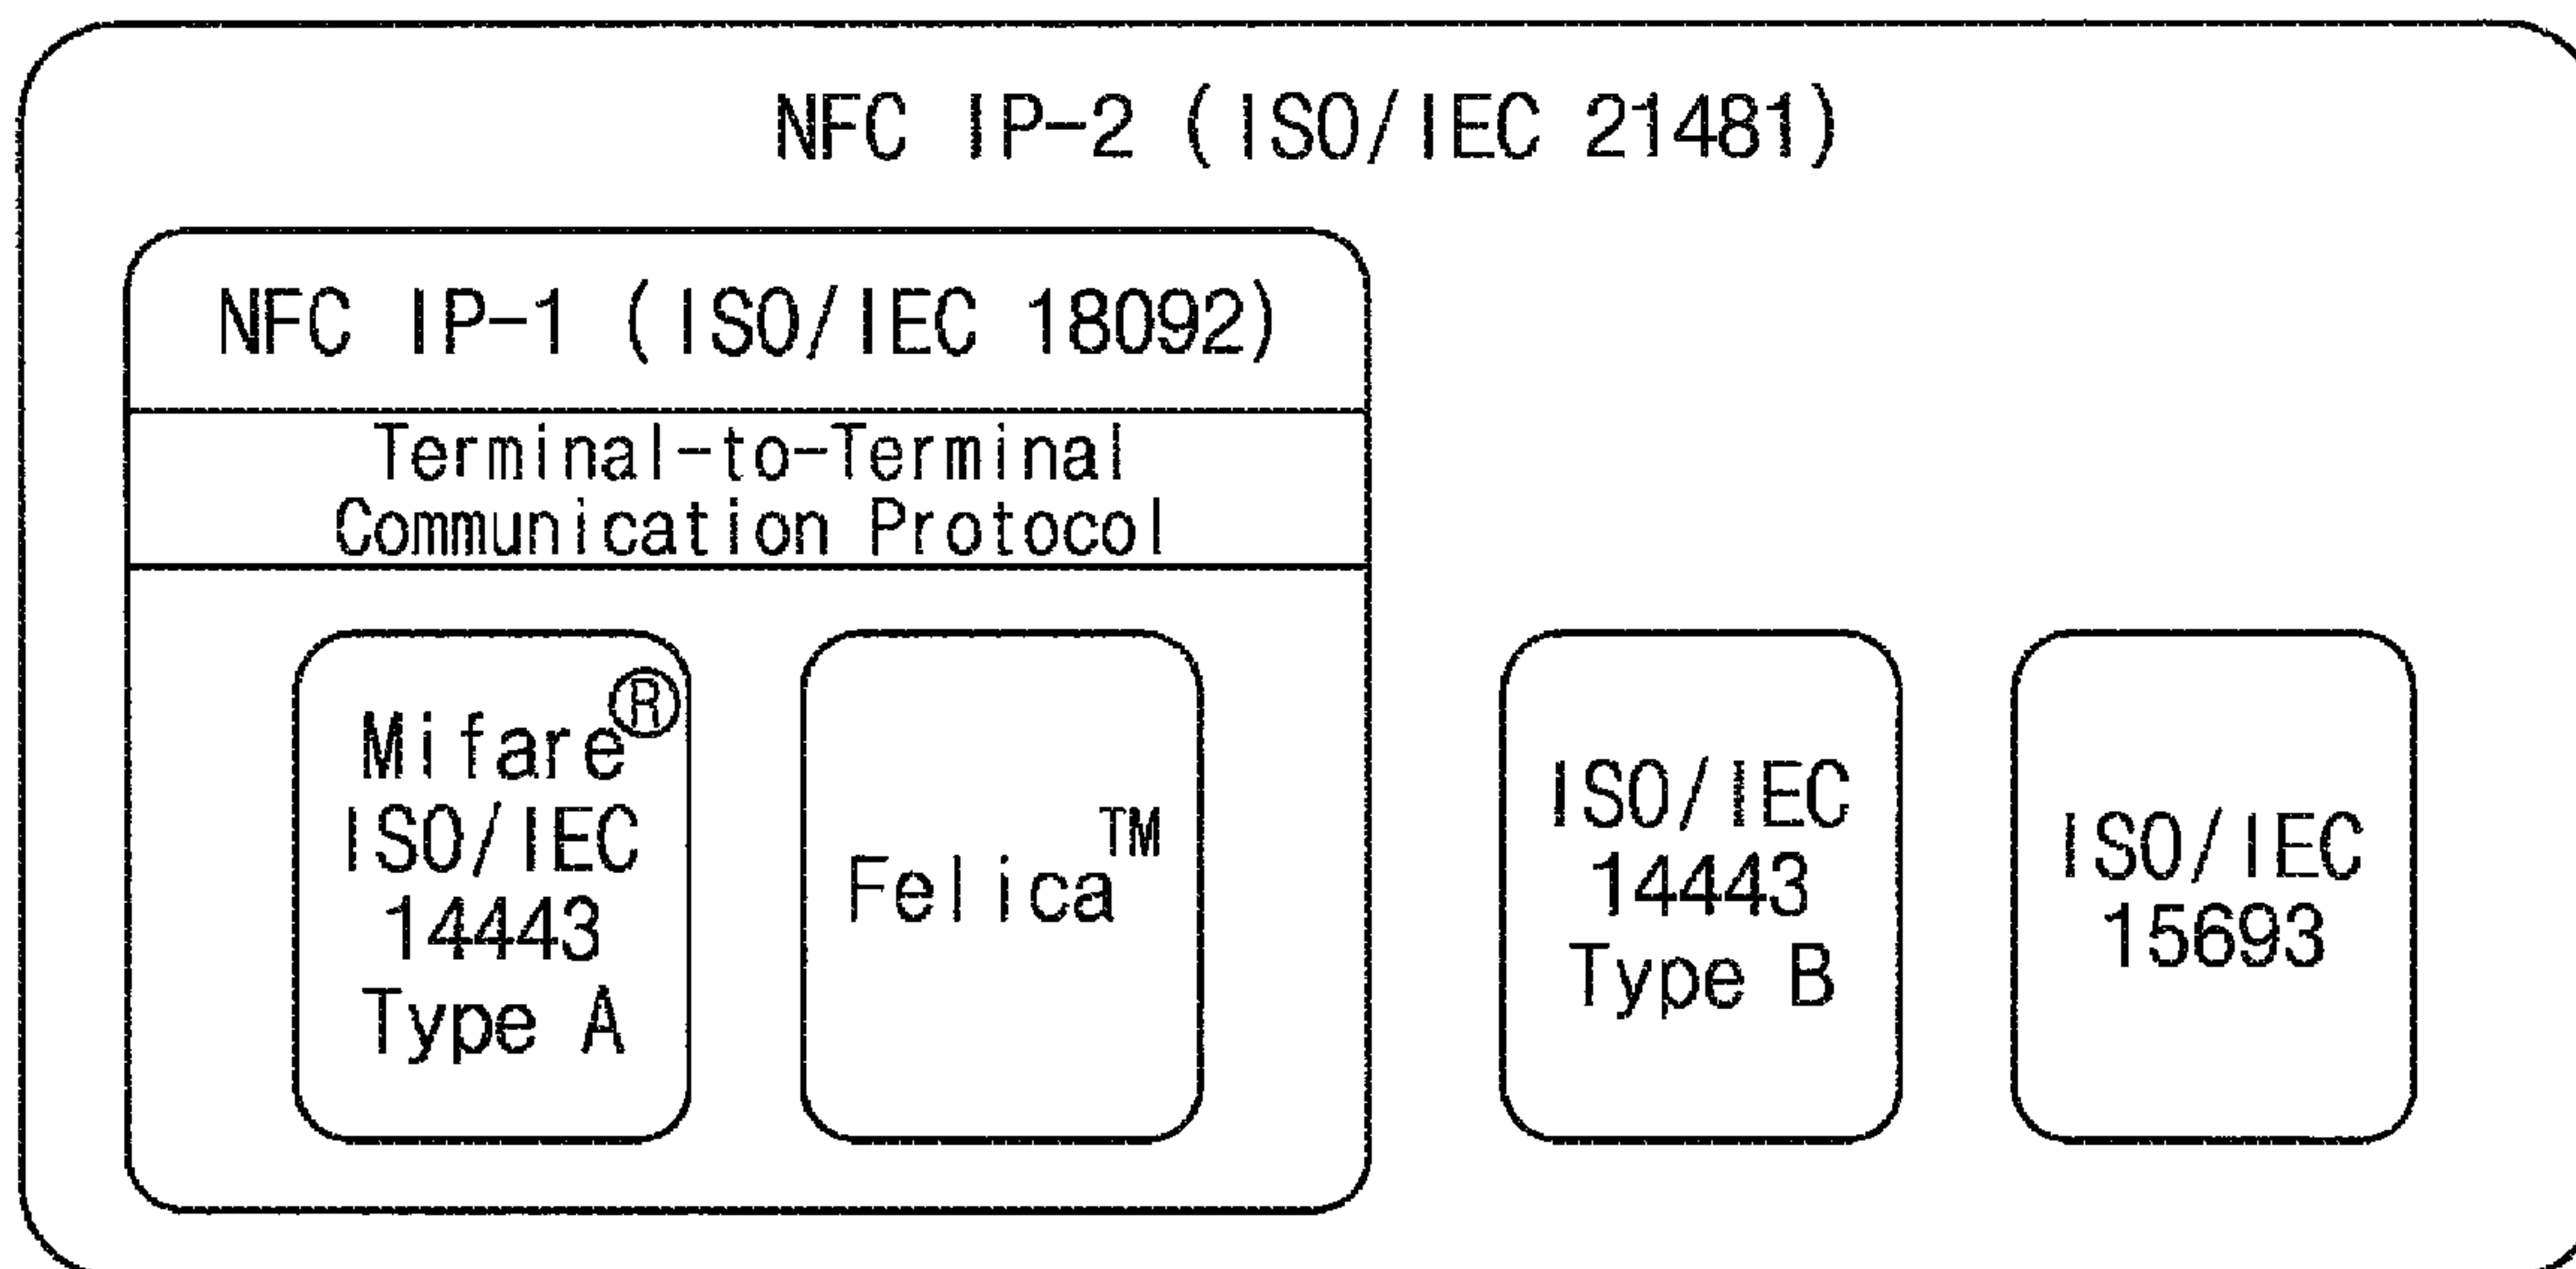 NFC IP-2 (ISO/IEC 21481)
NFC IP-1 (ISO/IEC 18092)
Terminal-to-Terminal
Communication Protocol
Mifare®
ISO/IEC
14443
Type A
Felica™
ISO/IEC
14443
Type B
ISO/IEC
15693